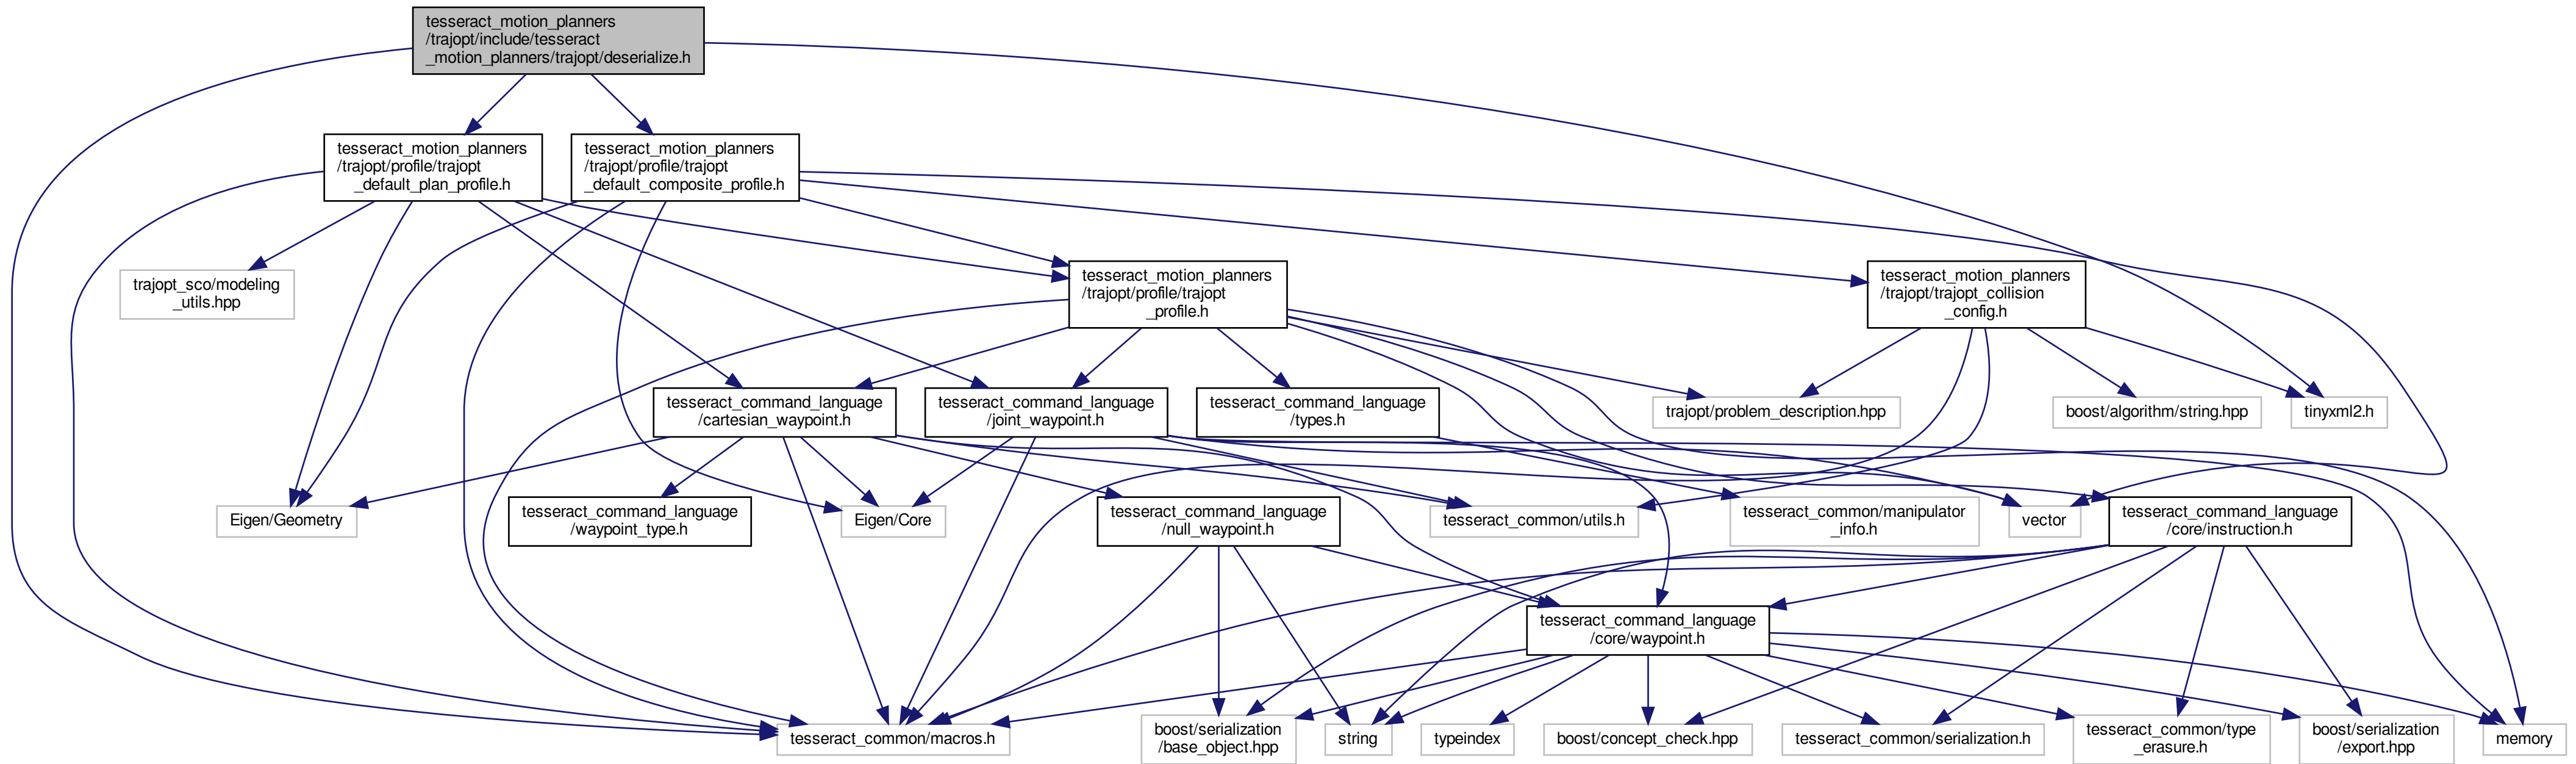 tesseract_motion_planners
/trajopt/include/tesseract
_motion_planners/trajopt/deserialize.h
tesseract_motion_planners
/trajopt/profile/trajopt
_default_plan_profile.h
tesseract_motion_planners
/trajopt/profile/trajopt
_default_composite_profile.h
trajopt_sco/modeling
_utils.hpp
tesseract_motion_planners
/trajopt/profile/trajopt
_profile.h
tesseract_motion_planners
/trajopt/trajopt_collision
_config.h
tesseract_command_language
/cartesian_waypoint.h
tesseract_command_language
/joint_waypoint.h
tesseract_command_language
/types.h
trajopt/problem_description.hpp
boost/algorithm/string.hpp
tinyxml2.h
Eigen/Geometry
tesseract_command_language
/waypoint_type.h
Eigen/Core
tesseract_command_language
/null_waypoint.h
tesseract_common/utils.h
tesseract_common/manipulator
_info.h
vector
tesseract_command_language
/core/instruction.h
tesseract_command_language
/core/waypoint.h
tesseract_common/macros.h
boost/serialization
/base_object.hpp
string
typeindex
boost/concept_check.hpp
tesseract_common/serialization.h
tesseract_common/type
_erasure.h
boost/serialization
/export.hpp
memory